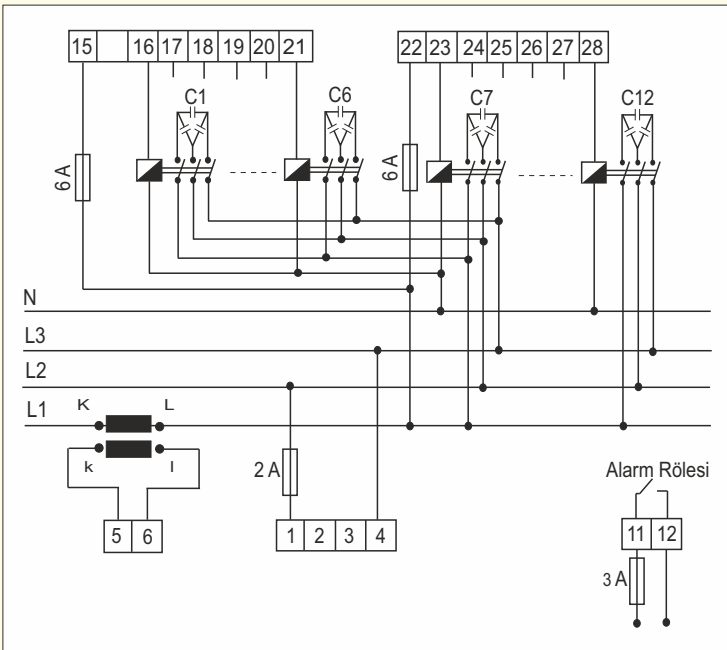 15 16 17 18 19 20 21 22 23 24 25 26 27 28
C1 C6 C7 C12
6 A 6 A
N
L3
L2
L1 K L
k l
2 A
5 6
1 2 3 4
Alarm Rölesi
11 12
3 A